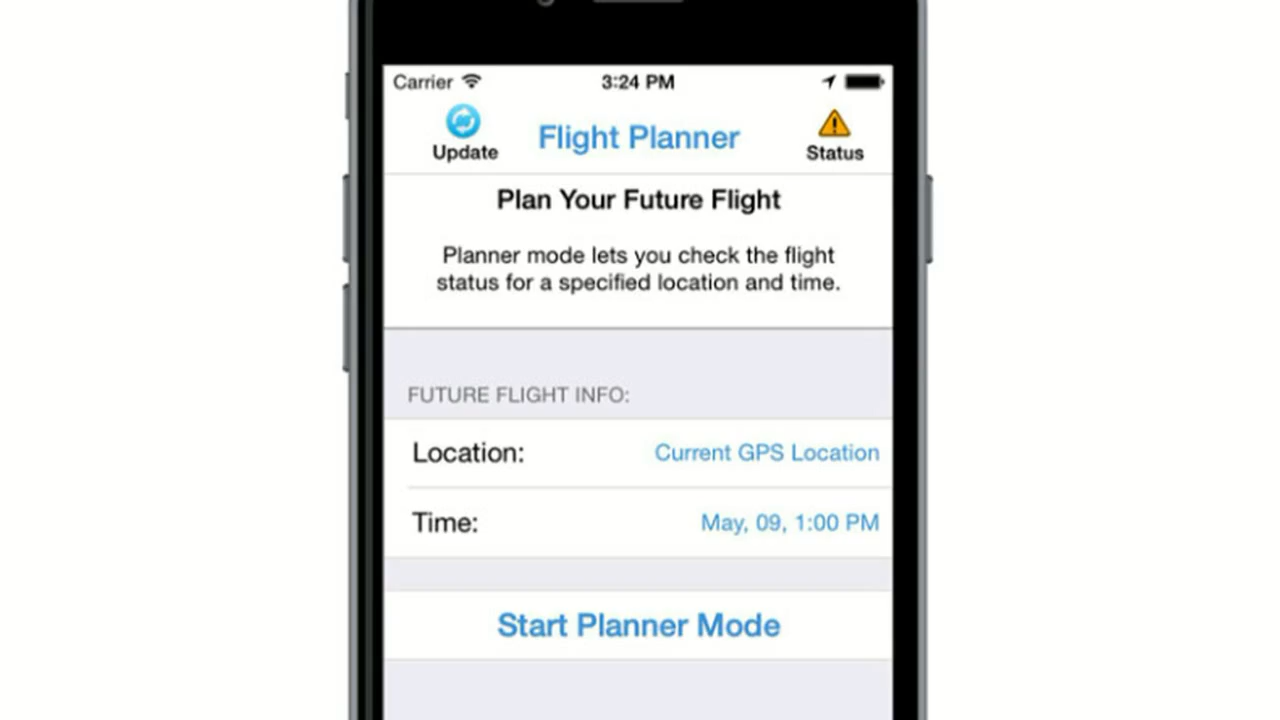 Carrier 3:24 PM
Update Flight Planner Status
Plan Your Future Flight
Planner mode lets you check the flight
status for a specified location and time.
FUTURE FLIGHT INFO:
Location: Current GPS Location
Time: May, 09, 1:00 PM
Start Planner Mode